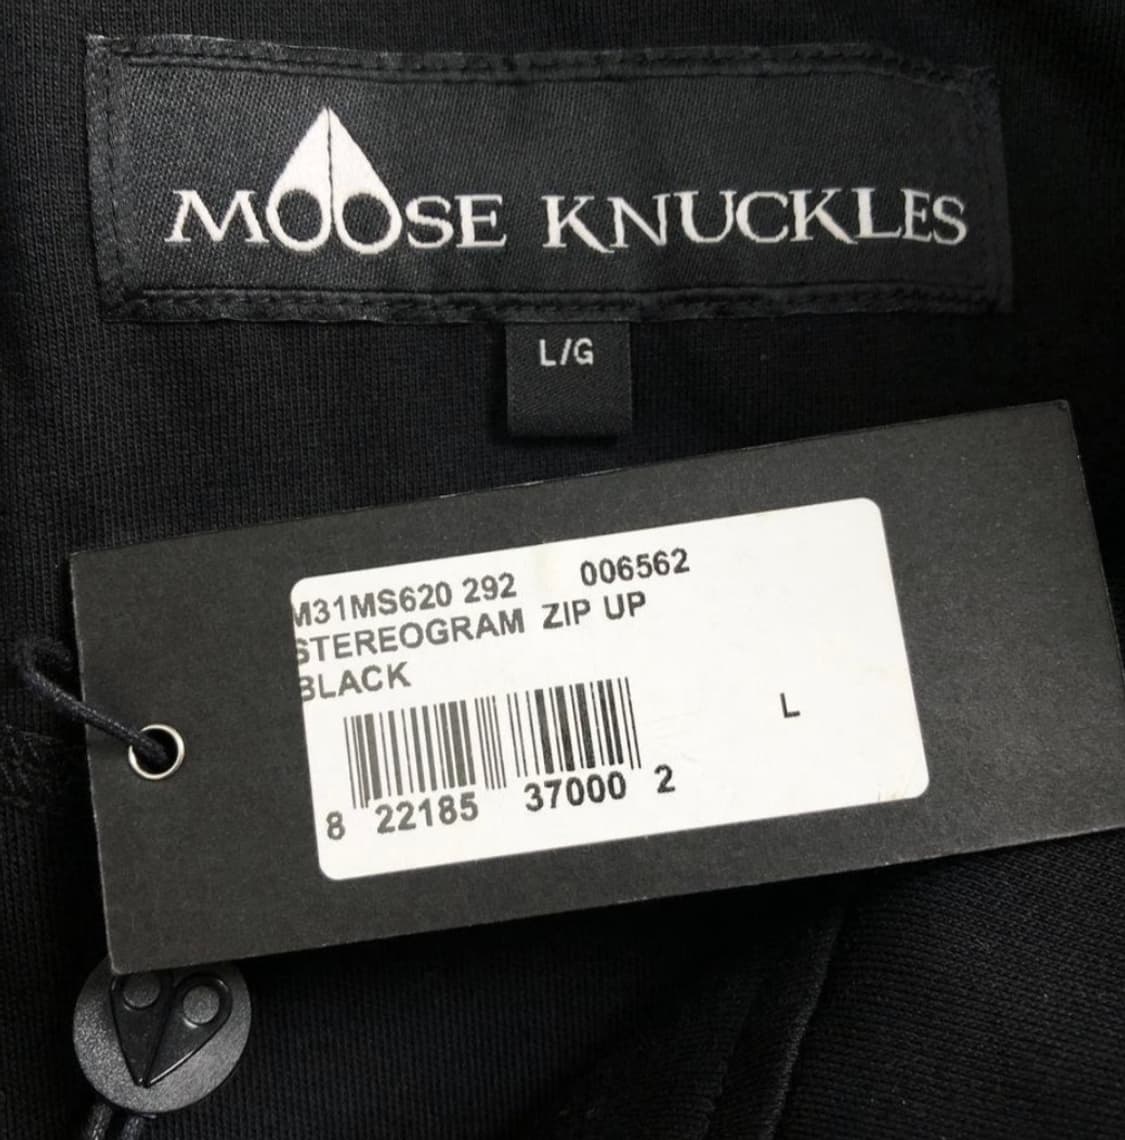 MOOSE KNUCKLES
L/G
M31MS620 292 006562
STEREOGRAM ZIP UP
BLACK
L
8 22185 37000 2